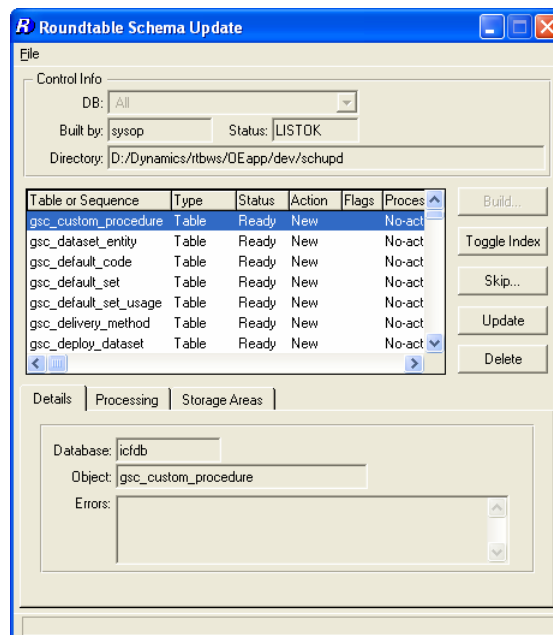 R Roundtable Schema Update
File
Control Info
DB: All
Built by: sysop Status: LISTOK
Directory: D:/Dynamics/rtbws/OEapp/dev/schupd
Table or Sequence Type Status Action Flags Proces Build...
gsc_custom_procedure Table Ready New No-act
gsc_dataset_entity Table Ready New No-act Toggle Index
gsc_default_code Table Ready New No-act
gsc_default_set Table Ready New No-act Skip...
gsc_default_set_usage Table Ready New No-act
gsc_delivery_method Table Ready New No-act Update
gsc_deploy_dataset Table Ready New No-act
Delete
Details Processing Storage Areas
Database: icfdb
Object: gsc_custom_procedure
Errors: